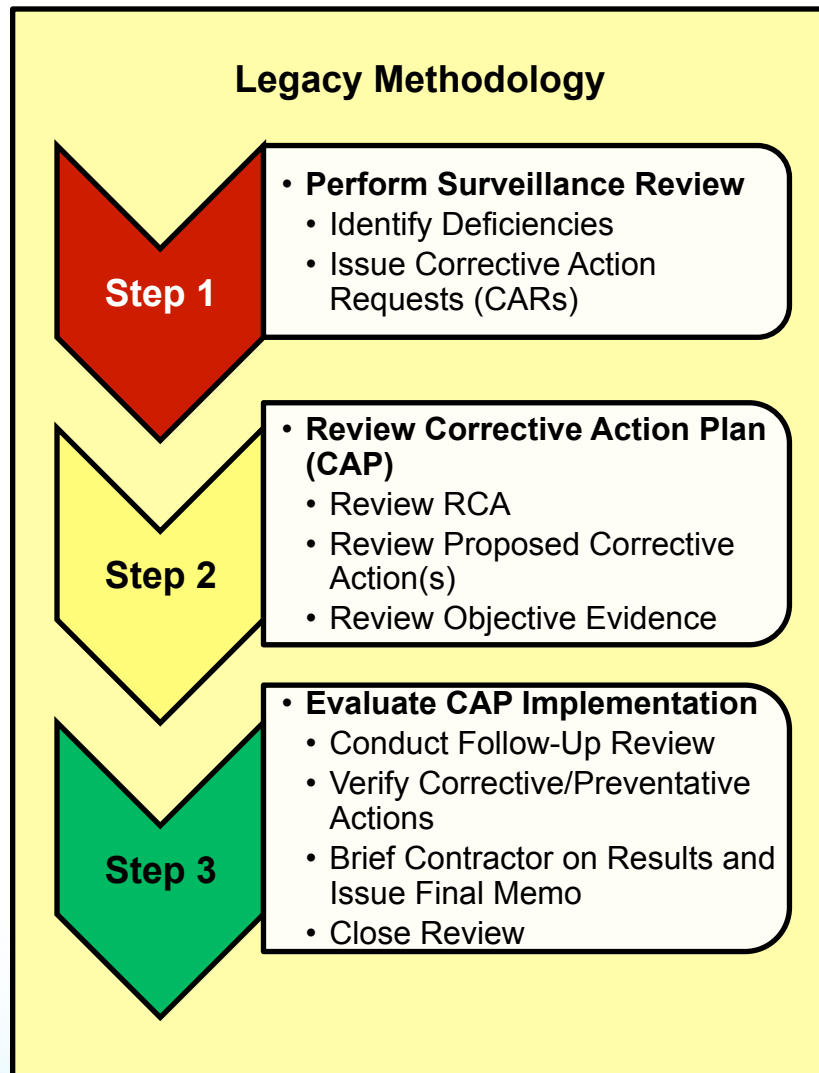 Legacy Methodology
Step 1
• Perform Surveillance Review
• Identify Deficiencies
• Issue Corrective Action
Requests (CARs)
Step 2
• Review Corrective Action Plan
(CAP)
• Review RCA
• Review Proposed Corrective
Action(s)
• Review Objective Evidence
Step 3
• Evaluate CAP Implementation
• Conduct Follow-Up Review
• Verify Corrective/Preventative
Actions
• Brief Contractor on Results and
Issue Final Memo
• Close Review